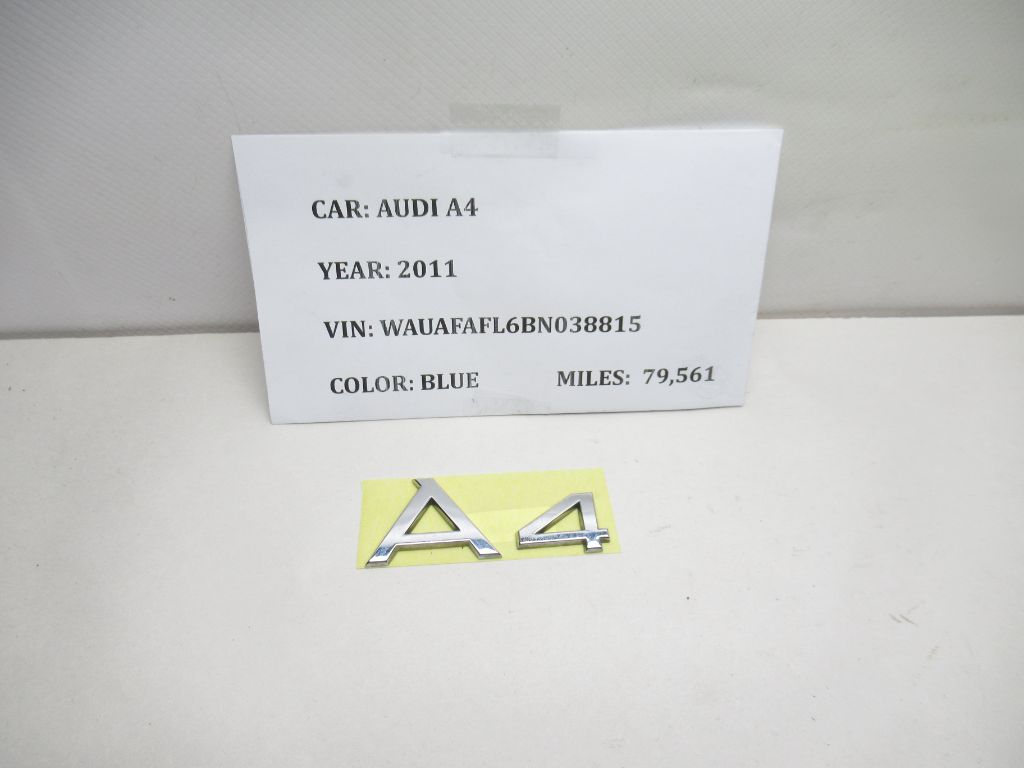 CAR: AUDI A4
YEAR: 2011
VIN: WAUAFAFL6BN038815
COLOR: BLUE MILES: 79,561
A4